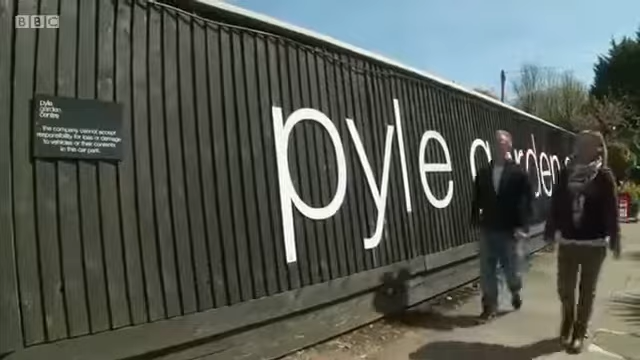 BBC
pyle
garden
centre
the company cannot accept
responsibility for loss or damage
to vehicles or their contents
in this car park.
pyle garden